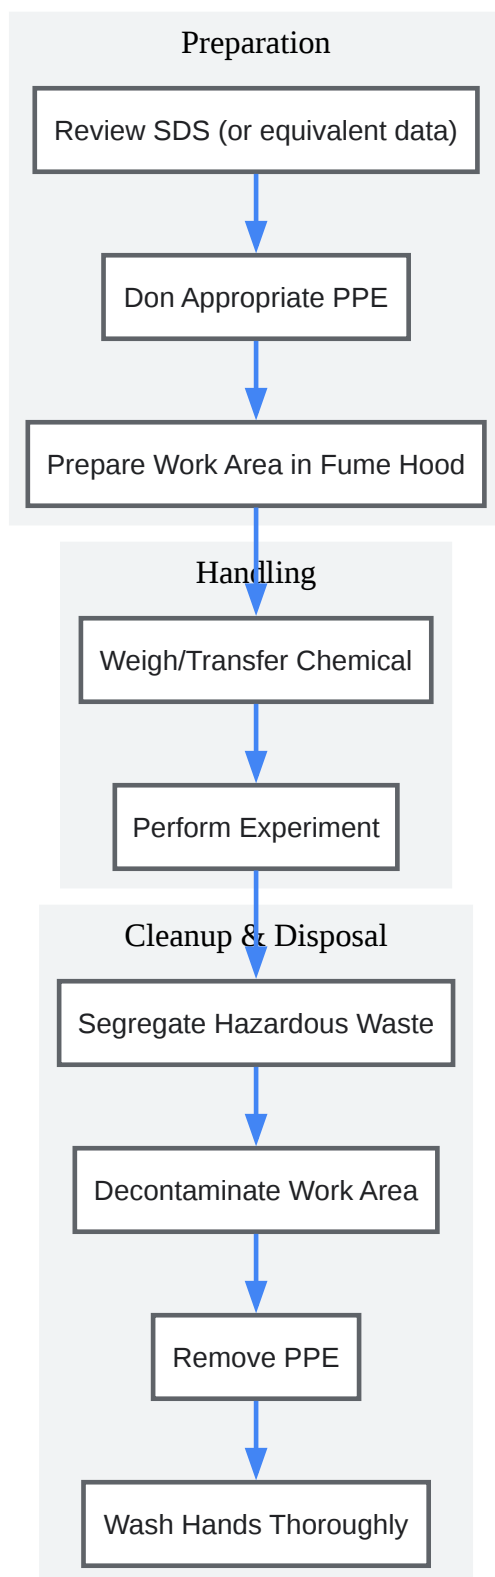 Preparation
Review SDS (or equivalent data)
Don Appropriate PPE
Prepare Work Area in Fume Hood
Handling
Weigh/Transfer Chemical
Perform Experiment
Cleanup & Disposal
Segregate Hazardous Waste
Decontaminate Work Area
Remove PPE
Wash Hands Thoroughly